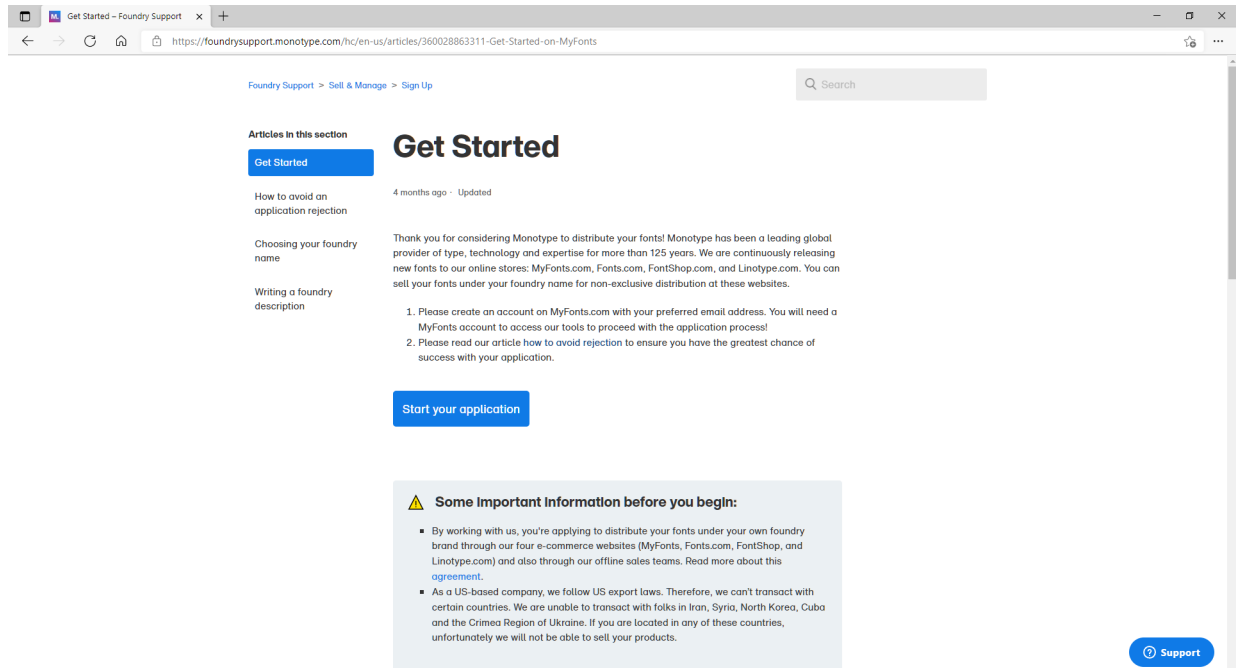 Get Started – Foundry Support
https://foundrysupport.monotype.com/hc/en-us/articles/360028863311-Get-Started-on-MyFonts
Foundry Support > Sell & Manage > Sign Up
Search
Articles in this section
Get Started
How to avoid an
application rejection
Choosing your foundry
name
Writing a foundry
description
Get Started
4 months ago · Updated
Thank you for considering Monotype to distribute your fonts! Monotype has been a leading global
provider of type, technology and expertise for more than 125 years. We are continuously releasing
new fonts to our online stores: MyFonts.com, Fonts.com, FontShop.com, and Linotype.com. You can
sell your fonts under your foundry name for non-exclusive distribution at these websites.
1. Please create an account on MyFonts.com with your preferred email address. You will need a
MyFonts account to access our tools to proceed with the application process!
2. Please read our article how to avoid rejection to ensure you have the greatest chance of
success with your application.
Start your application
Some important information before you begin:
▪ By working with us, you're applying to distribute your fonts under your own foundry
brand through our four e-commerce websites (MyFonts, Fonts.com, FontShop, and
Linotype.com) and also through our offline sales teams. Read more about this
agreement.
▪ As a US-based company, we follow US export laws. Therefore, we can't transact with
certain countries. We are unable to transact with folks in Iran, Syria, North Korea, Cuba
and the Crimea Region of Ukraine. If you are located in any of these countries,
unfortunately we will not be able to sell your products.
Support